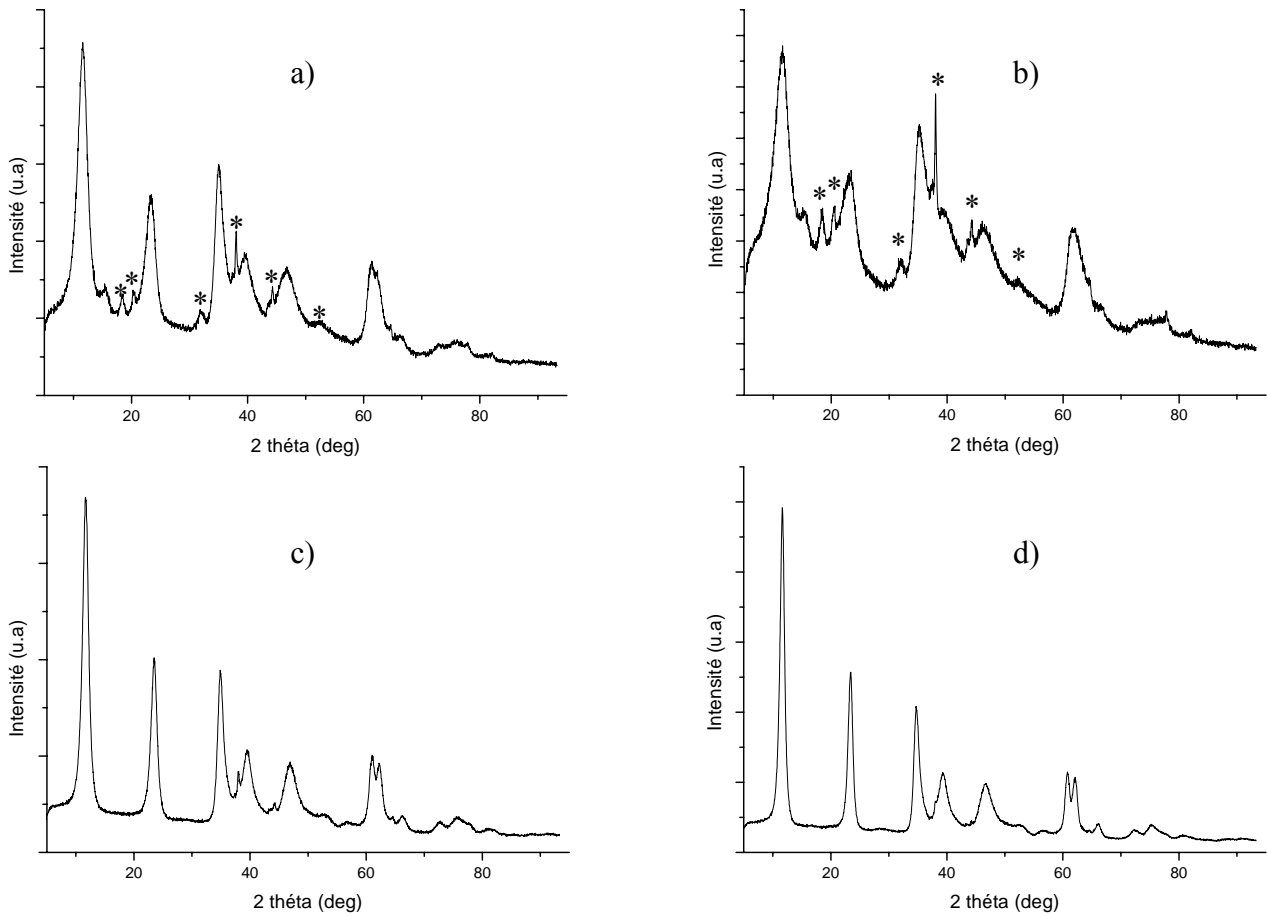 a)
* * * * * *
Intensité (u.a)
20 40 60 80
2 théta (deg)
b)
* * * * * *
Intensité (u.a)
20 40 60 80
2 théta (deg)
c)
Intensité (u.a)
20 40 60 80
2 théta (deg)
d)
Intensité (u.a)
20 40 60 80
2 théta (deg)